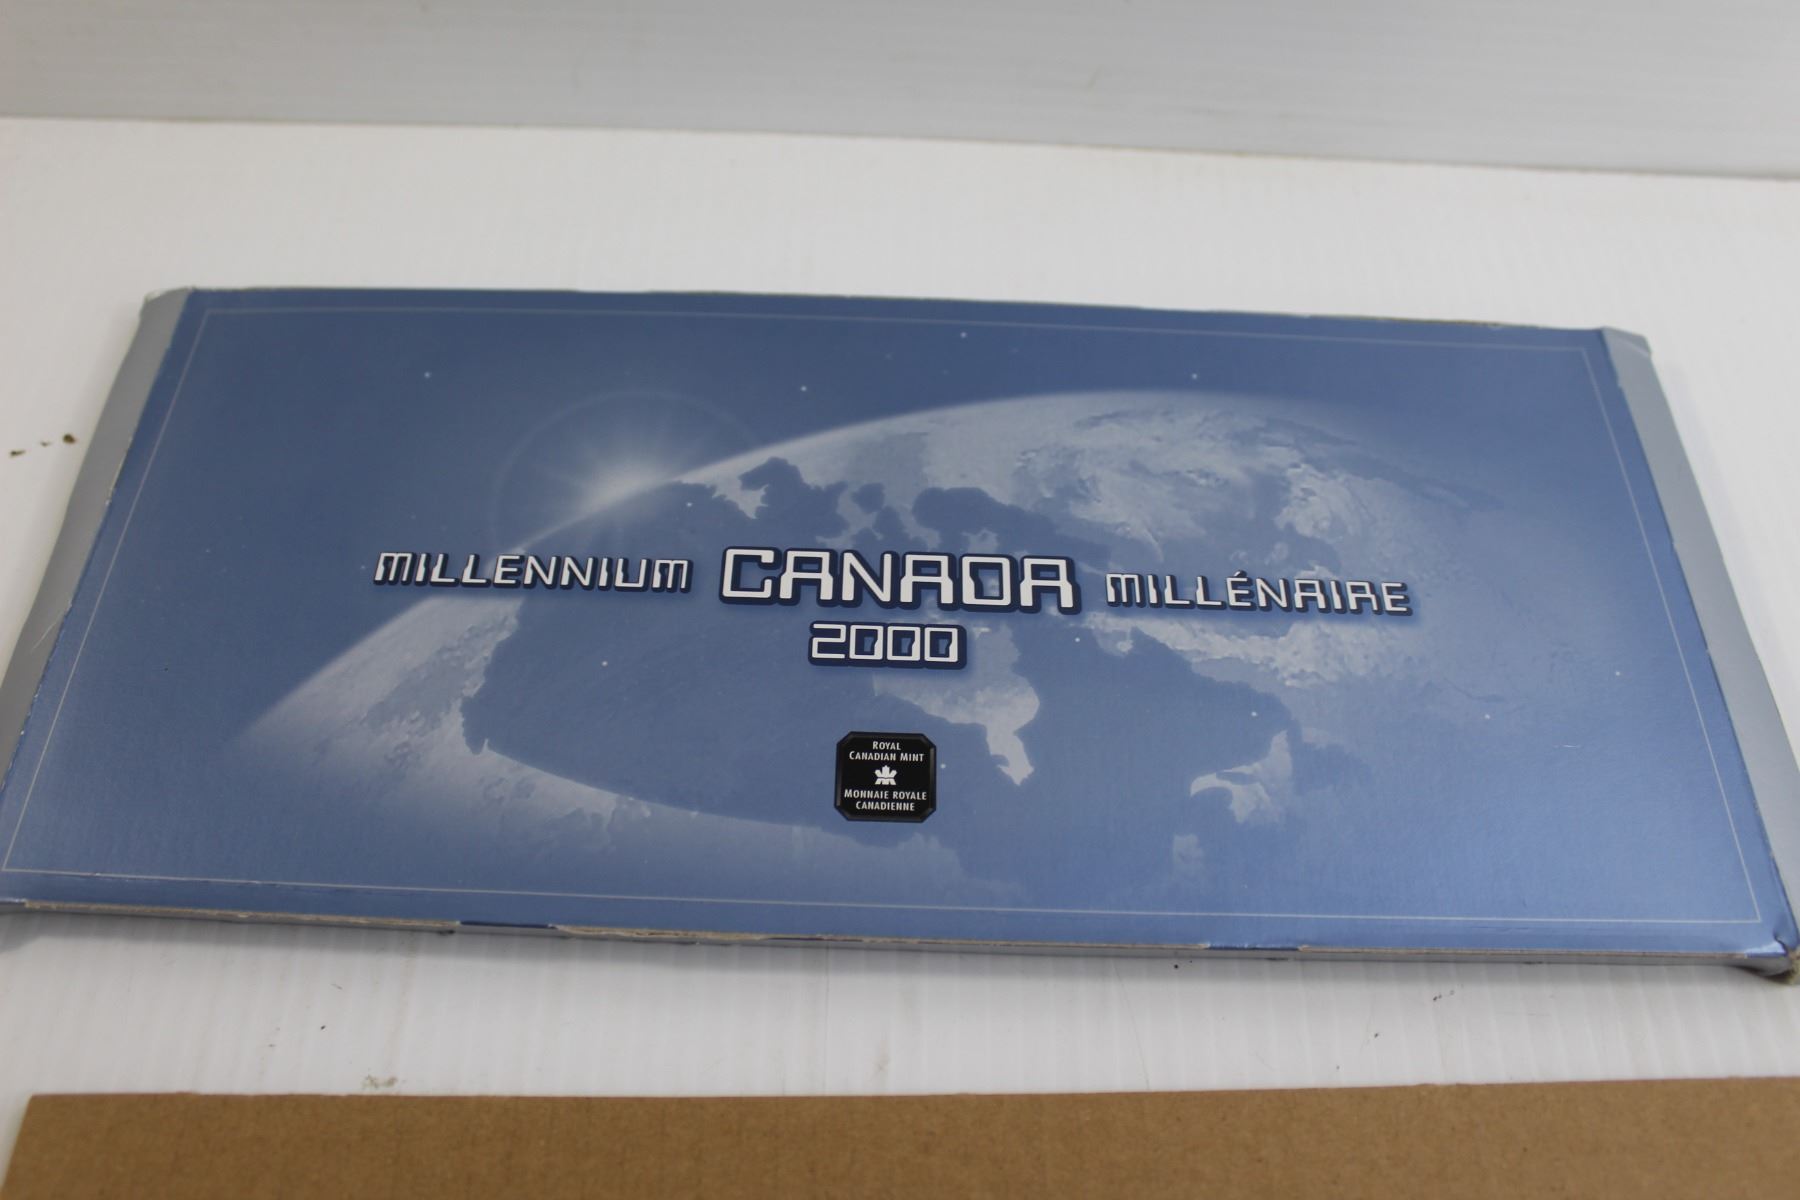 MILLENNIUM CANADA MILLÉNAIRE
2000
ROYAL
CANADIAN MINT
MONNAIE ROYALE
CANADIENNE